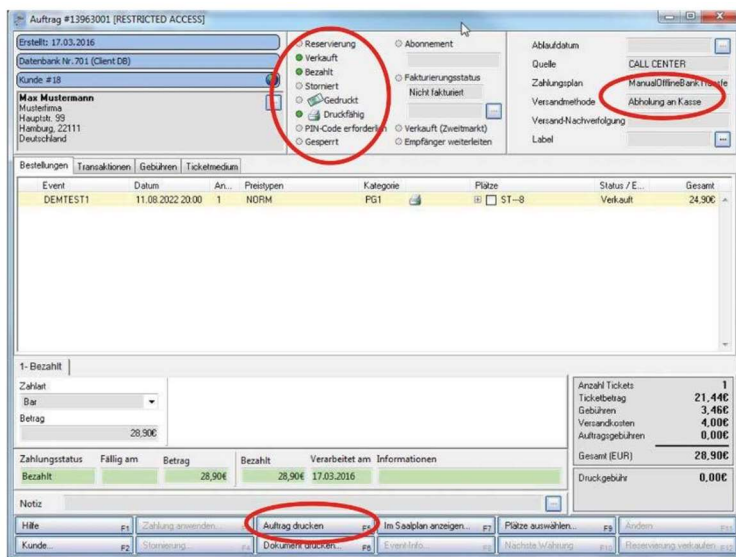 Auftrag #13963001 [RESTRICTED ACCESS]
Erstellt: 17.03.2016
Datenbank Nr.701 (Client DB)
Kunde #18
Max Mustermann
Musterfirma
Hauptstr. 99
Hamburg, 22111
Deutschland
Reservierung
Verkauft
Bezahlt
Storniert
Gedruckt
Druckfähig
PIN-Code erforderlich
Gesperrt
Abonnement
Fakturierungsstatus
Nicht fakturiert
Verkauft (Zweitmarkt)
Empfänger weiterleiten
Ablaufdatum
Quelle CALL CENTER
Zahlungsplan ManualOfflineBankTransfe
Versandmethode Abholung an Kasse
Versand-Nachverfolgung
Label
Bestellungen Transaktionen Gebühren Ticketmedium
Event Datum An... Preistypen Kategorie Plätze Status / E... Gesamt
DEMTEST1 11.08.2022 20:00 1 NORM PG1 ST--8 Verkauft 24,90€
1- Bezahlt
Zahlart
Bar
Betrag
28,90€
Anzahl Tickets 1
Ticketbetrag 21,44€
Gebühren 3,46€
Versandkosten 4,00€
Auftragsgebühren 0,00€
Gesamt (EUR) 28,90€
Druckgebühr 0,00€
Zahlungsstatus Fällig am Betrag Bezahlt Verarbeitet am Informationen
Bezahlt 28,90€ 28,90€ 17.03.2016
Notiz
Hilfe F1 Zahlung anwenden... Auftrag drucken F5 Im Saalplan anzeigen... F7 Plätze auswählen... F9 Ändern F11
Kunde... F2 Stornierung... F4 Dokument drucken... F6 Event-Info... Nächste Währung F10 Reservierung verkaufen F12